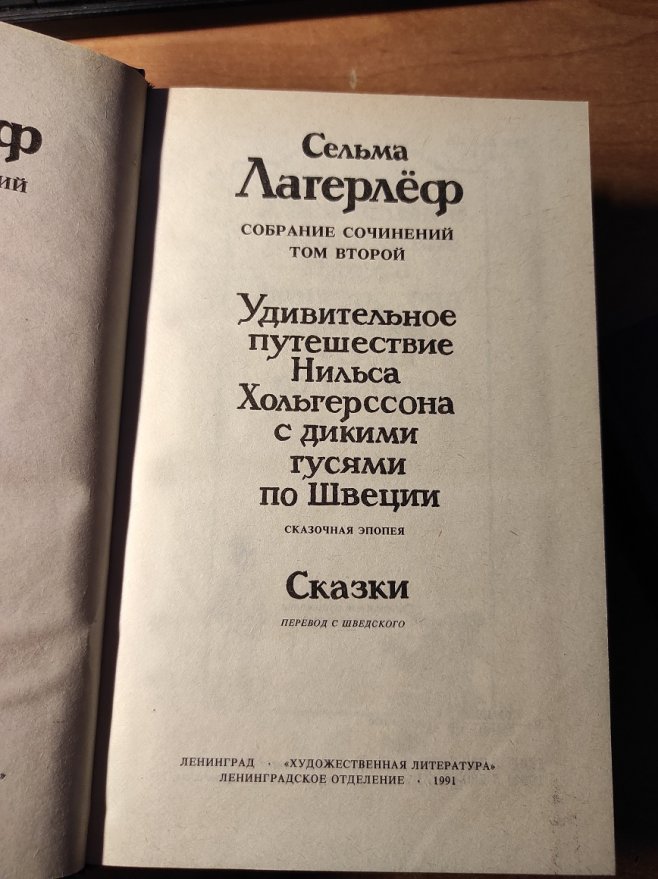 ф
ий
Сельма
Лагерлёф
СОБРАНИЕ СОЧИНЕНИЙ
ТОМ ВТОРОЙ
Удивительное
путешествие
Нильса
Хольгерссона
с дикими
гусями
по Швеции
СКАЗОЧНАЯ ЭПОПЕЯ
Сказки
ПЕРЕВОД С ШВЕДСКОГО
ЛЕНИНГРАД · «ХУДОЖЕСТВЕННАЯ ЛИТЕРАТУРА»
ЛЕНИНГРАДСКОЕ ОТДЕЛЕНИЕ · 1991